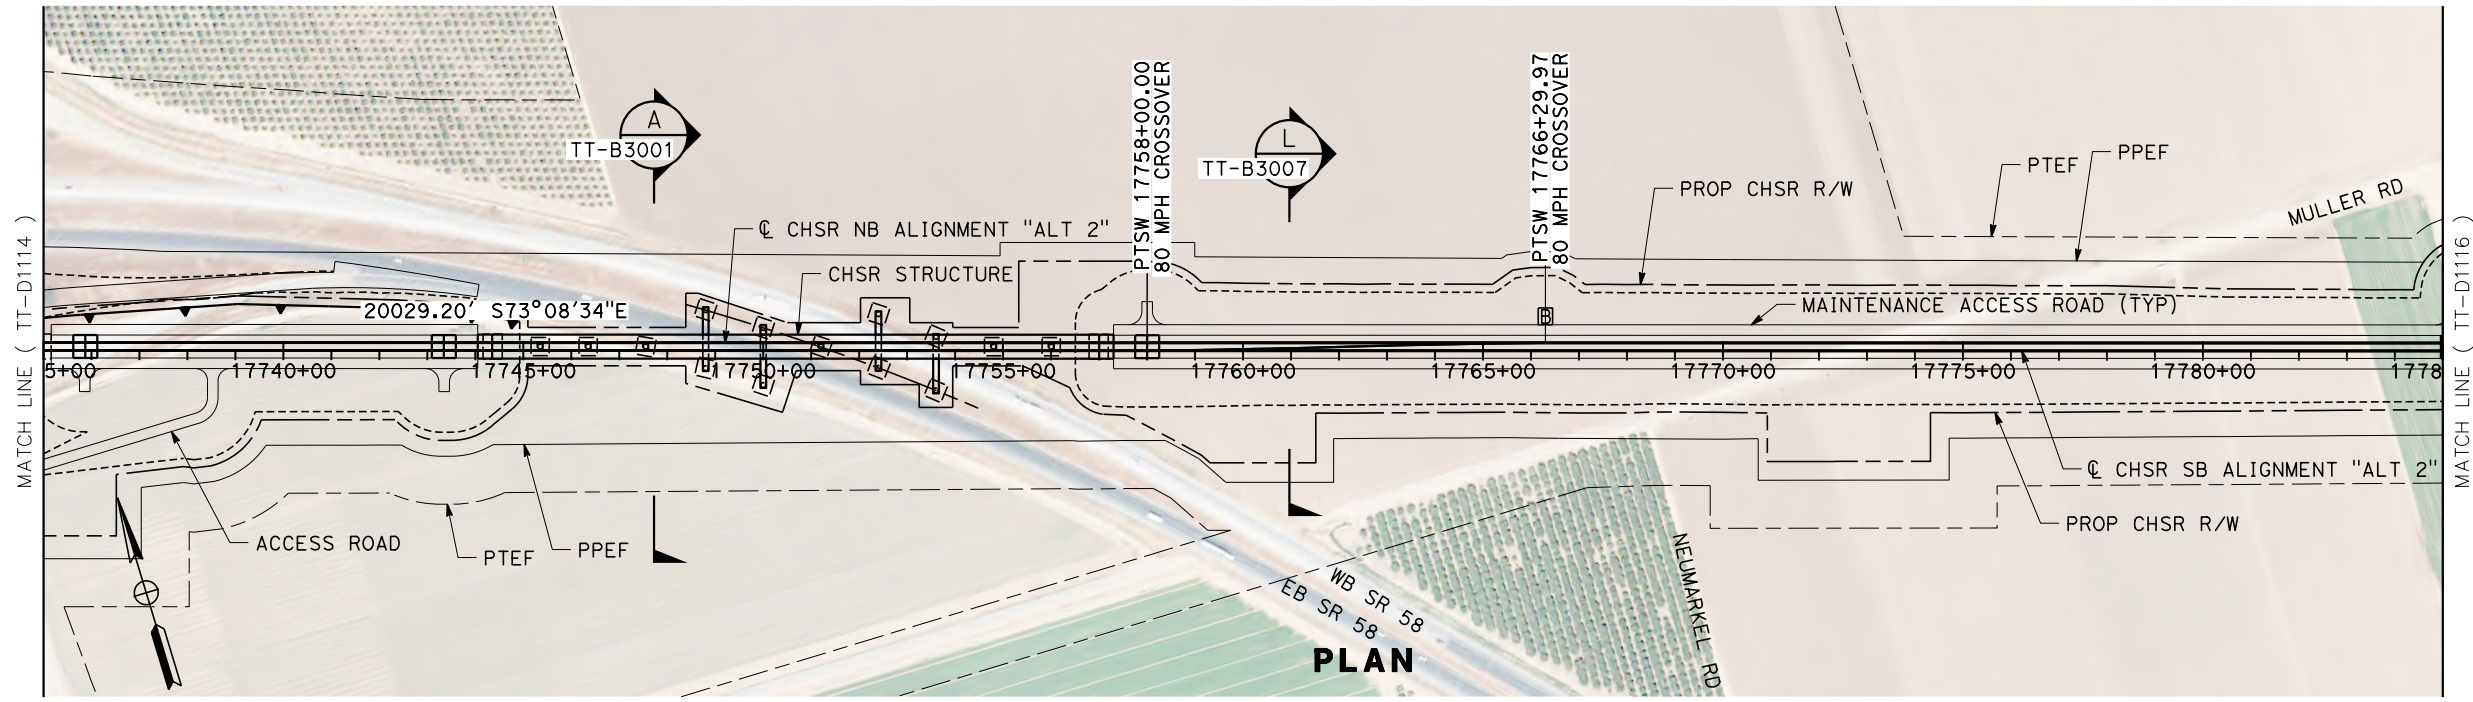 MATCH LINE ( TT-D1114 )
A
TT-B3001
L
TT-B3007
PTSW 17758+00.00
80 MPH CROSSOVER
PTSW 17766+29.97
80 MPH CROSSOVER
PROP CHSR R/W
PTEF
PPEF
MULLER RD
MATCH LINE ( TT-D1116 )
℄ CHSR NB ALIGNMENT "ALT 2"
CHSR STRUCTURE
20029.20' S73°08'34"E
MAINTENANCE ACCESS ROAD (TYP)
B
5+00
17740+00
17745+00
17750+00
17755+00
17760+00
17765+00
17770+00
17775+00
17780+00
1778
℄ CHSR SB ALIGNMENT "ALT 2"
PROP CHSR R/W
ACCESS ROAD
PTEF
PPEF
WB SR 58
EB SR 58
NEUMARKEL RD
PLAN